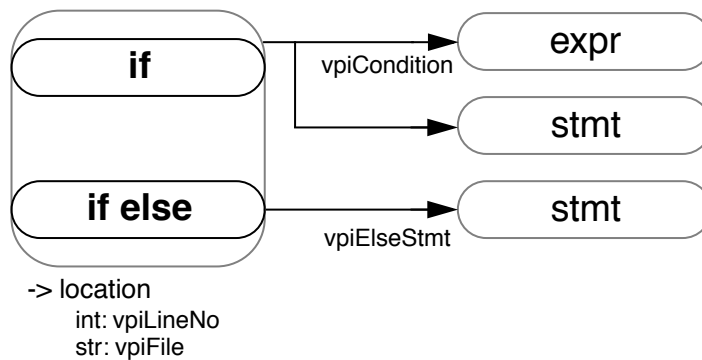 if
expr
vpiCondition
stmt
if else
stmt
vpiElseStmt
-> location
int: vpiLineNo
str: vpiFile